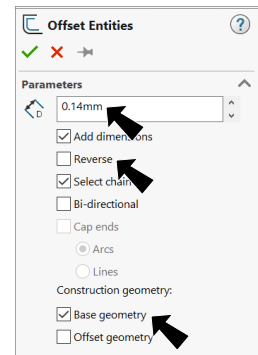 Offset Entities
?
Parameters
D
0.14mm
Add dimensions
Reverse
Select chain
Bi-directional
Cap ends
Arcs
Lines
Construction geometry:
Base geometry
Offset geometry